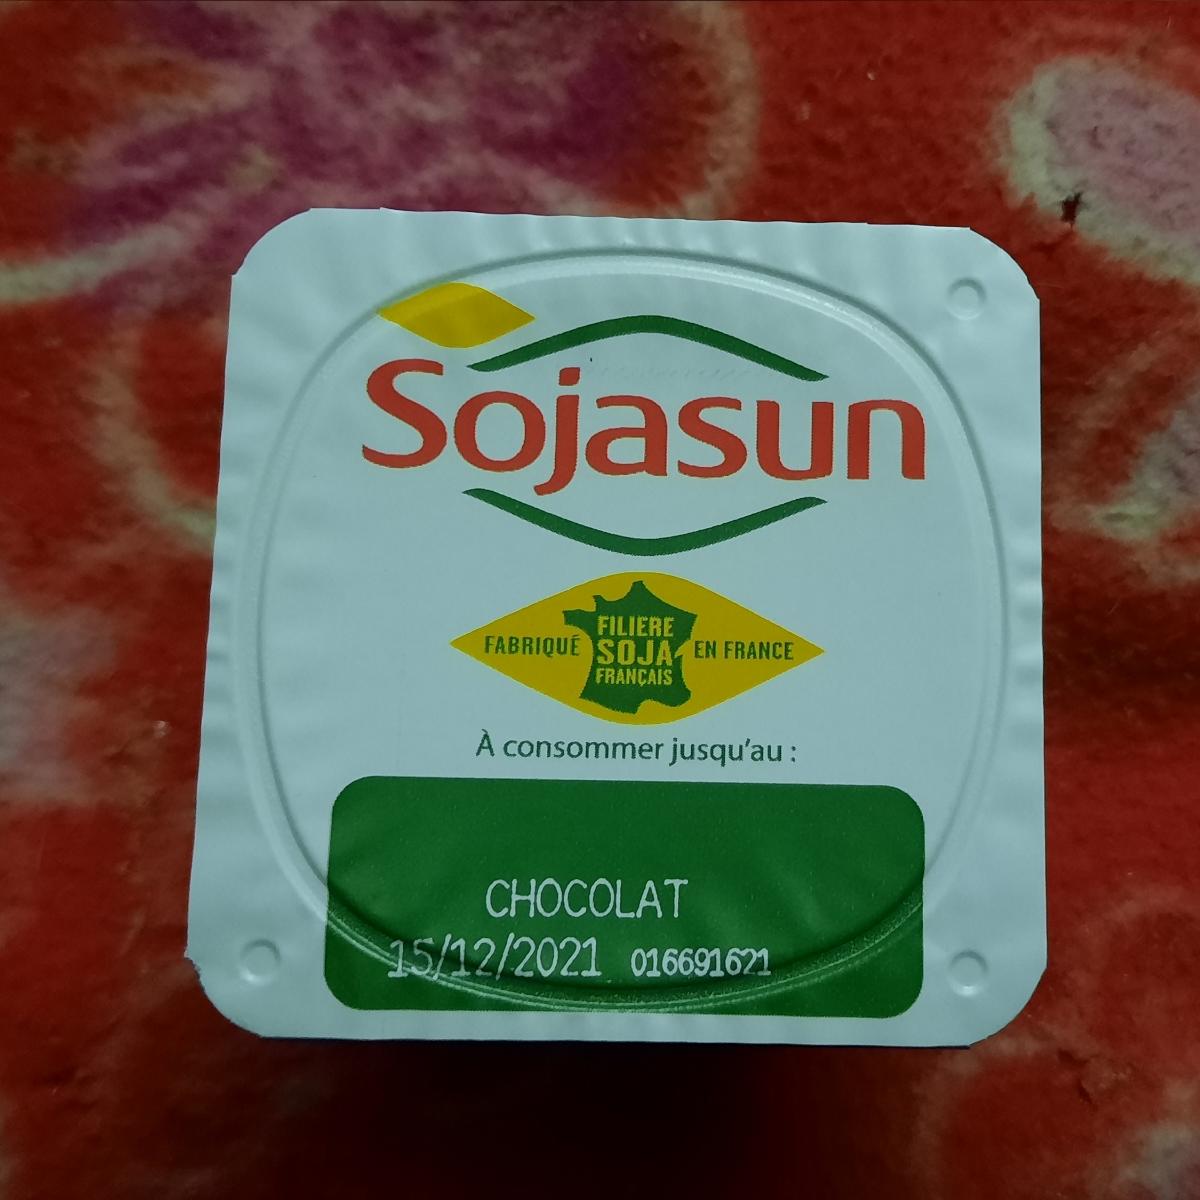 Sojasun
FABRIQUÉ FILIERE SOJA FRANÇAIS EN FRANCE
À consommer jusqu'au :
CHOCOLAT
15/12/2021 016691621